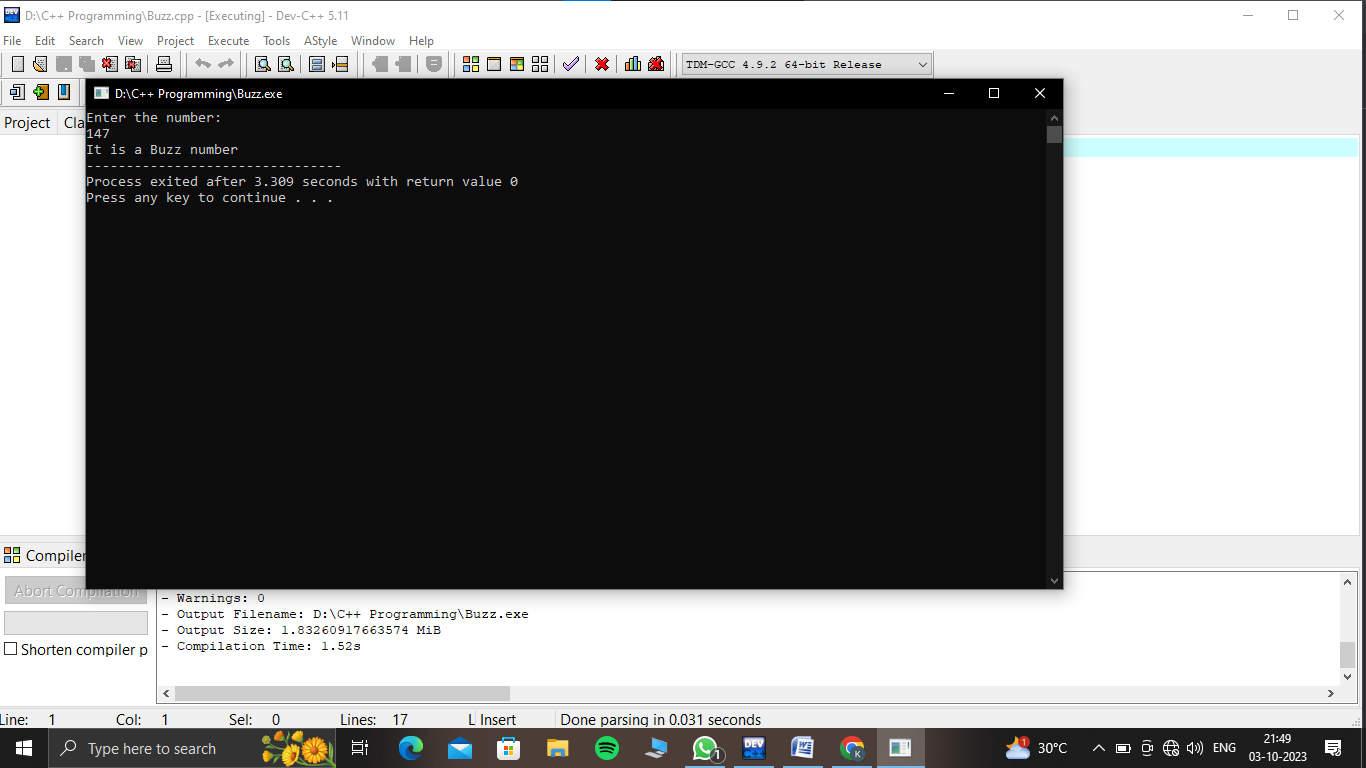 D:\C++ Programming\Buzz.cpp - [Executing] - Dev-C++ 5.11
File Edit Search View Project Execute Tools AStyle Window Help
TDM-GCC 4.9.2 64-bit Release
D:\C++ Programming\Buzz.exe
Project Cla
Enter the number:
147
It is a Buzz number
--------------------------------
Process exited after 3.309 seconds with return value 0
Press any key to continue . . .
Compiler
Abort Compilation
Shorten compiler p
- Warnings: 0
- Output Filename: D:\C++ Programming\Buzz.exe
- Output Size: 1.83260917663574 MiB
- Compilation Time: 1.52s
Line: 1 Col: 1 Sel: 0 Lines: 17 L Insert Done parsing in 0.031 seconds
Type here to search
DEV
W
K
1
1
30°C
ENG
21:49
03-10-2023